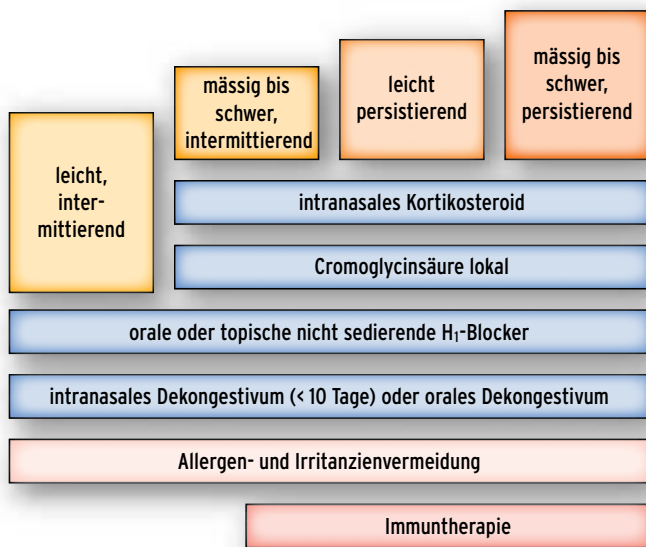 leicht,
inter-
mittierend
mässig bis
schwer,
intermittierend
leicht
persistierend
mässig bis
schwer,
persistierend
intranasales Kortikosteroid
Cromoglycinsäure lokal
orale oder topische nicht sedierende H₁-Blocker
intranasales Dekongestivum (< 10 Tage) oder orales Dekongestivum
Allergen- und Irritanzienvermeidung
Immuntherapie